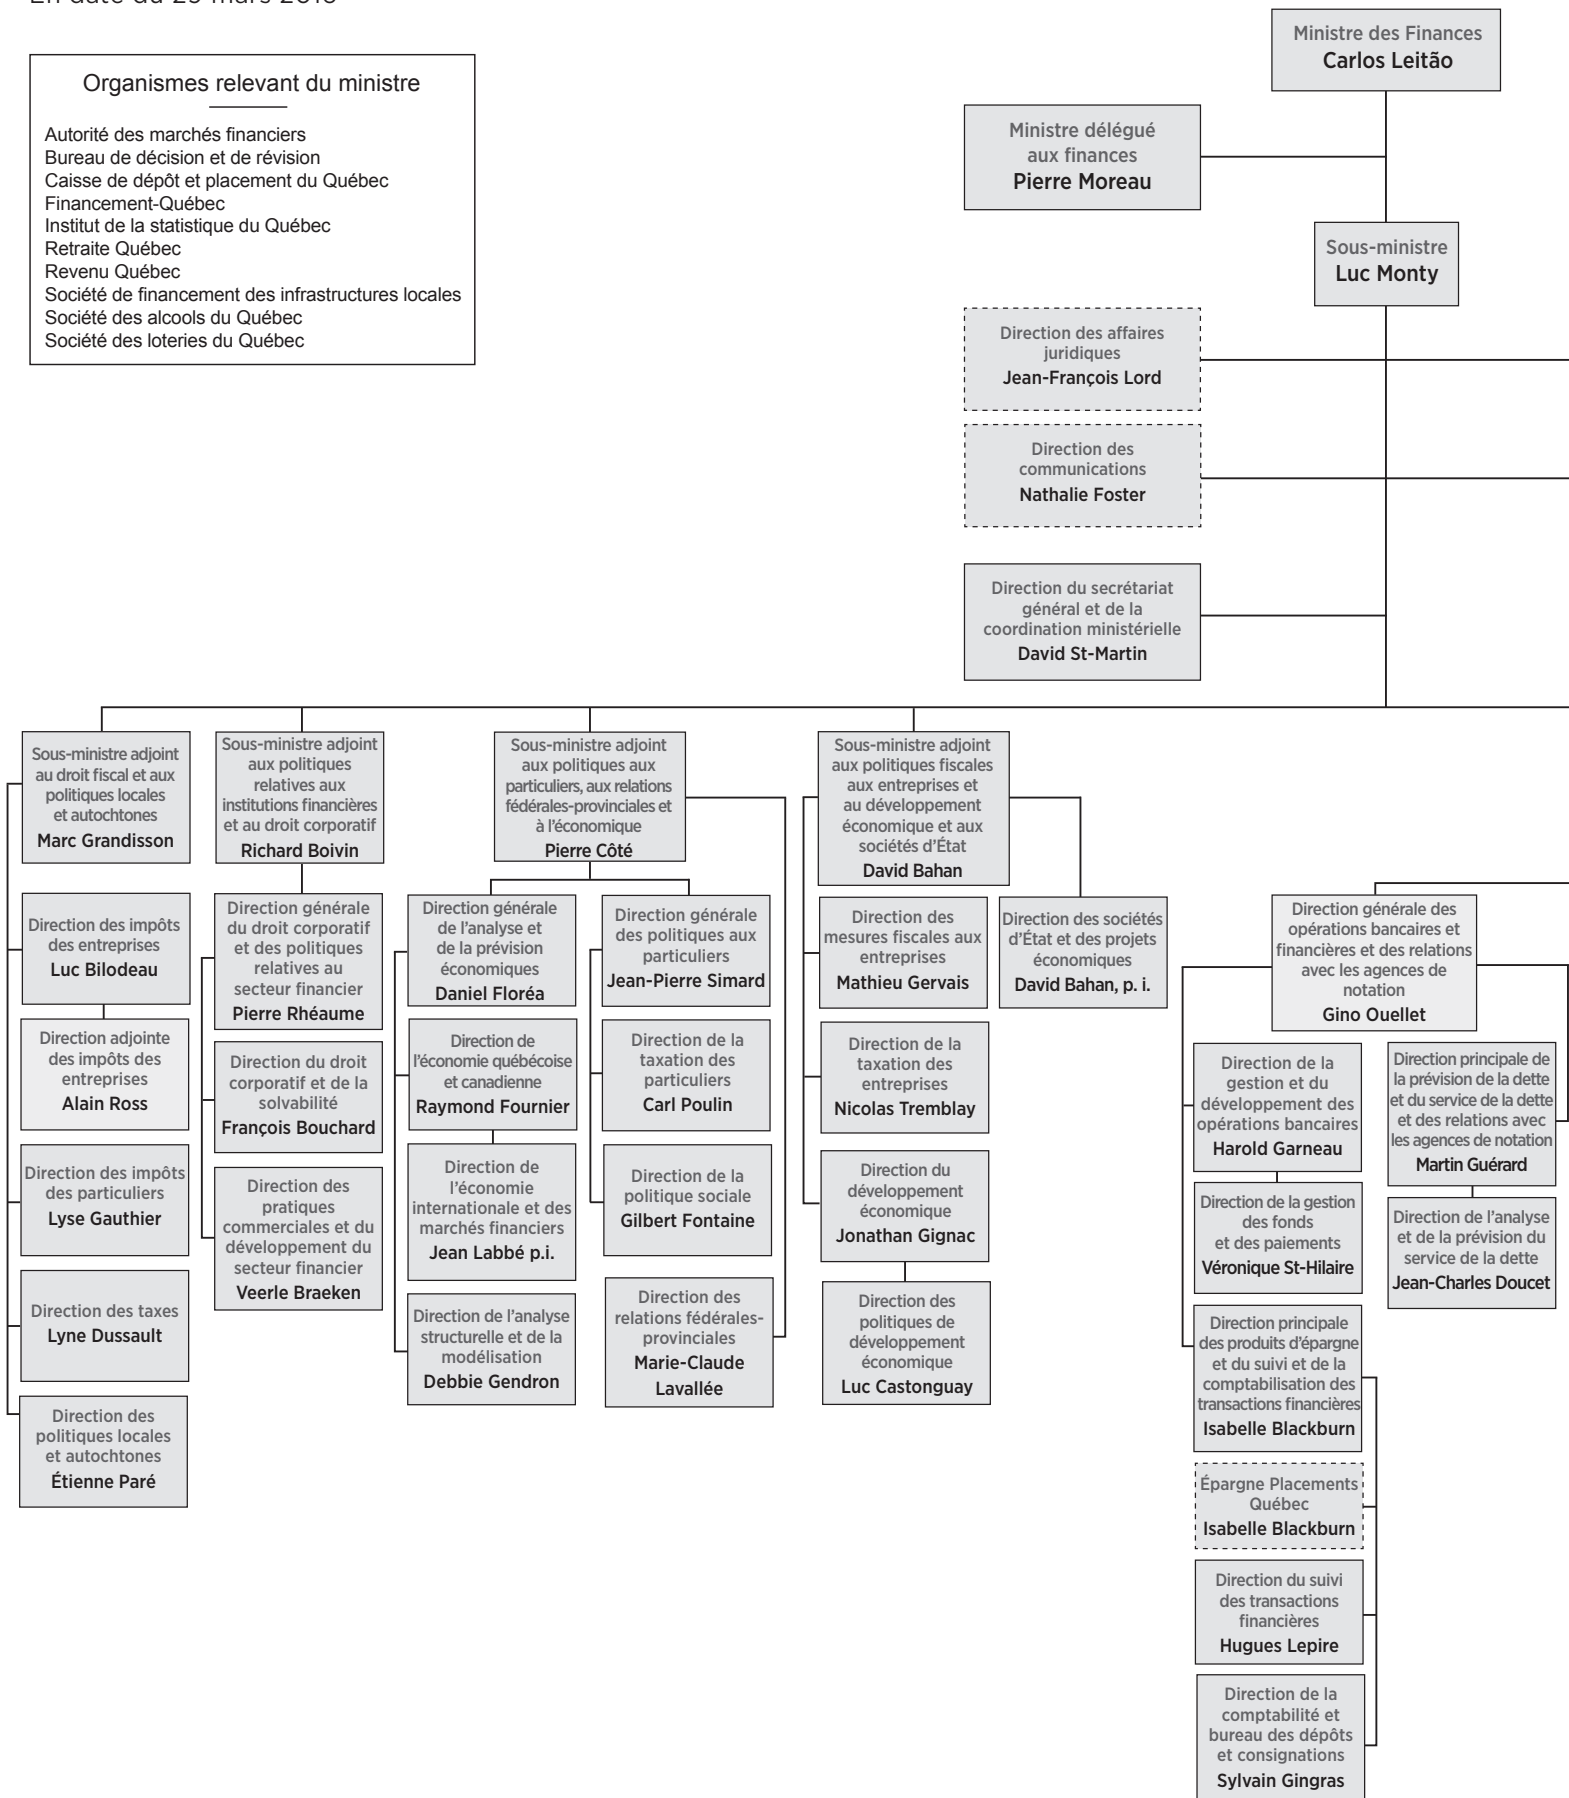 Organismes relevant du ministre
Autorité des marchés financiers
Bureau de décision et de révision
Caisse de dépôt et placement du Québec
Financement-Québec
Institut de la statistique du Québec
Retraite Québec
Revenu Québec
Société de financement des infrastructures locales
Société des alcools du Québec
Société des loteries du Québec
Ministre des Finances
Carlos Leitão
Ministre délégué
aux finances
Pierre Moreau
Sous-ministre
Luc Monty
Direction des affaires
juridiques
Jean-François Lord
Direction des
communications
Nathalie Foster
Direction du secrétariat
général et de la
coordination ministérielle
David St-Martin
Sous-ministre adjoint
au droit fiscal et aux
politiques locales
et autochtones
Marc Grandisson
Direction des impôts
des entreprises
Luc Bilodeau
Direction adjointe
des impôts des
entreprises
Alain Ross
Direction des impôts
des particuliers
Lyse Gauthier
Direction des taxes
Lyne Dussault
Direction des
politiques locales
et autochtones
Étienne Paré
Sous-ministre adjoint
aux politiques
relatives aux
institutions financières
et au droit corporatif
Richard Boivin
Direction générale
du droit corporatif
et des politiques
relatives au
secteur financier
Pierre Rhéaume
Direction du droit
corporatif et de la
solvabilité
François Bouchard
Direction des
pratiques
commerciales et du
développement du
secteur financier
Veerle Braeken
Sous-ministre adjoint
aux politiques aux
particuliers, aux relations
fédérales-provinciales et
à l'économique
Pierre Côté
Direction générale
de l'analyse et
de la prévision
économiques
Daniel Floréa
Direction de
l'économie québécoise
et canadienne
Raymond Fournier
Direction de
l'économie
internationale et des
marchés financiers
Jean Labbé p.i.
Direction de l'analyse
structurelle et de la
modélisation
Debbie Gendron
Direction générale
des politiques aux
particuliers
Jean-Pierre Simard
Direction de la
taxation des
particuliers
Carl Poulin
Direction de la
politique sociale
Gilbert Fontaine
Direction des
relations fédérales-
provinciales
Marie-Claude
Lavallée
Sous-ministre adjoint
aux politiques fiscales
aux entreprises et
au développement
économique et aux
sociétés d'État
David Bahan
Direction des
mesures fiscales aux
entreprises
Mathieu Gervais
Direction de la
taxation des
entreprises
Nicolas Tremblay
Direction du
développement
économique
Jonathan Gignac
Direction des
politiques de
développement
économique
Luc Castonguay
Direction des sociétés
d'État et des projets
économiques
David Bahan, p. i.
Direction générale des
opérations bancaires et
financières et des relations
avec les agences de
notation
Gino Ouellet
Direction de la
gestion et du
développement des
opérations bancaires
Harold Garneau
Direction de la gestion
des fonds
et des paiements
Véronique St-Hilaire
Direction principale
des produits d'épargne
et du suivi et de la
comptabilisation des
transactions financières
Isabelle Blackburn
Épargne Placements
Québec
Isabelle Blackburn
Direction du suivi
des transactions
financières
Hugues Lepire
Direction de la
comptabilité et
bureau des dépôts
et consignations
Sylvain Gingras
Direction principale de
la prévision de la dette
et du service de la dette
et des relations avec
les agences de notation
Martin Guérard
Direction de l'analyse
et de la prévision du
service de la dette
Jean-Charles Doucet